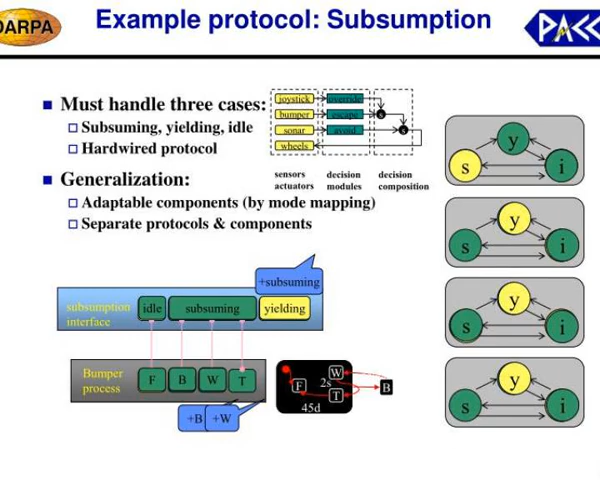 DARPA
Example protocol: Subsumption
PACC
Must handle three cases:
Subsuming, yielding, idle
Hardwired protocol
joystick override
bumper escape s
sonar avoid s
wheels
sensors actuators
decision modules
decision composition
Generalization:
Adaptable components (by mode mapping)
Separate protocols & components
y
s i
y
s i
y
s i
y
s i
+subsuming
subsumption interface
idle subsuming yielding
Bumper process
F B W T
+B +W
W
F 2s B
T
45d